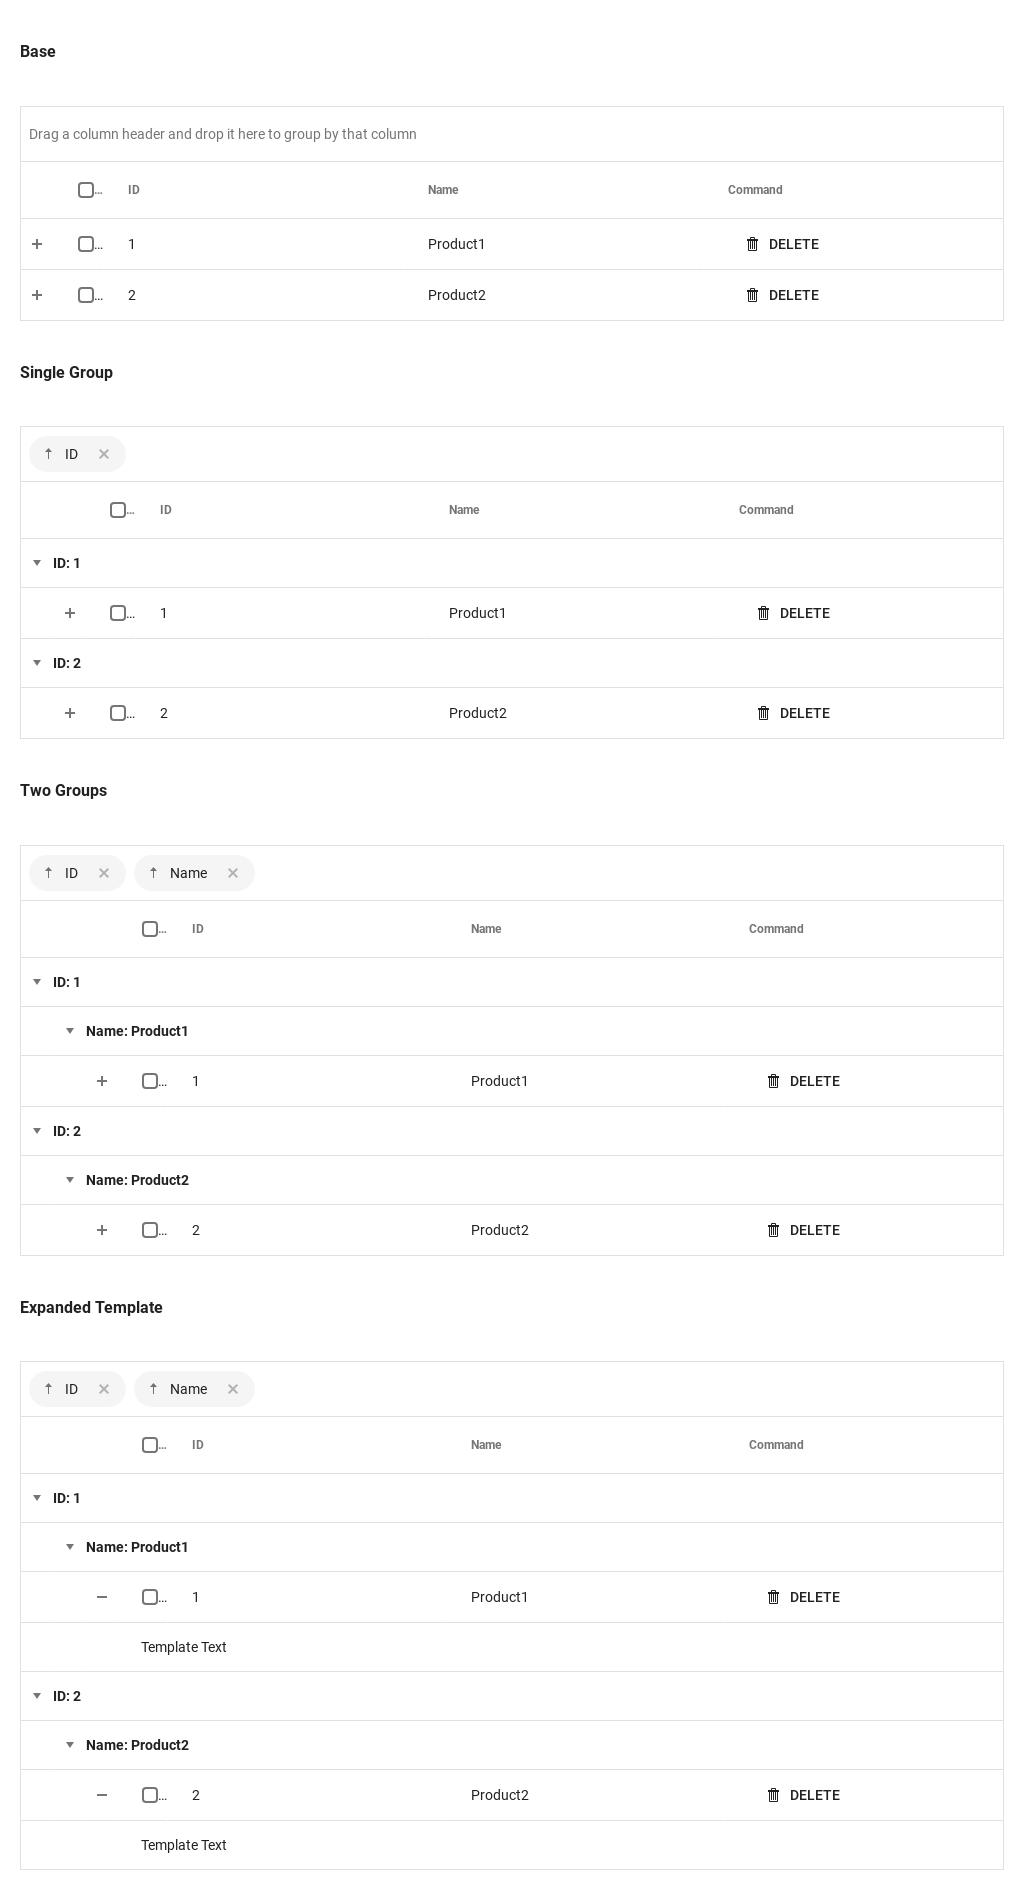 Base
Drag a column header and drop it here to group by that column
... ID Name Command
... 1 Product1 DELETE
... 2 Product2 DELETE
Single Group
ID
... ID Name Command
ID: 1
... 1 Product1 DELETE
ID: 2
... 2 Product2 DELETE
Two Groups
ID Name
... ID Name Command
ID: 1
Name: Product1
... 1 Product1 DELETE
ID: 2
Name: Product2
... 2 Product2 DELETE
Expanded Template
ID Name
... ID Name Command
ID: 1
Name: Product1
... 1 Product1 DELETE
Template Text
ID: 2
Name: Product2
... 2 Product2 DELETE
Template Text